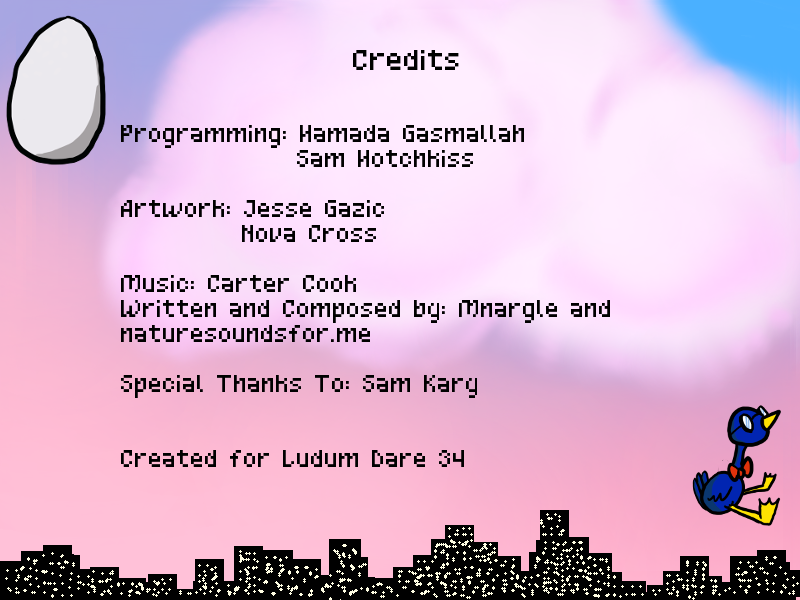 Credits
Programming: Hamada Gasmallah
Sam Hotchkiss
Artwork: Jesse Gazic
Nova Cross
Music: Carter Cook
Written and Composed by: Mnargle and
naturesoundsfor.me
Special Thanks To: Sam Karg
Created for Ludum Dare 34